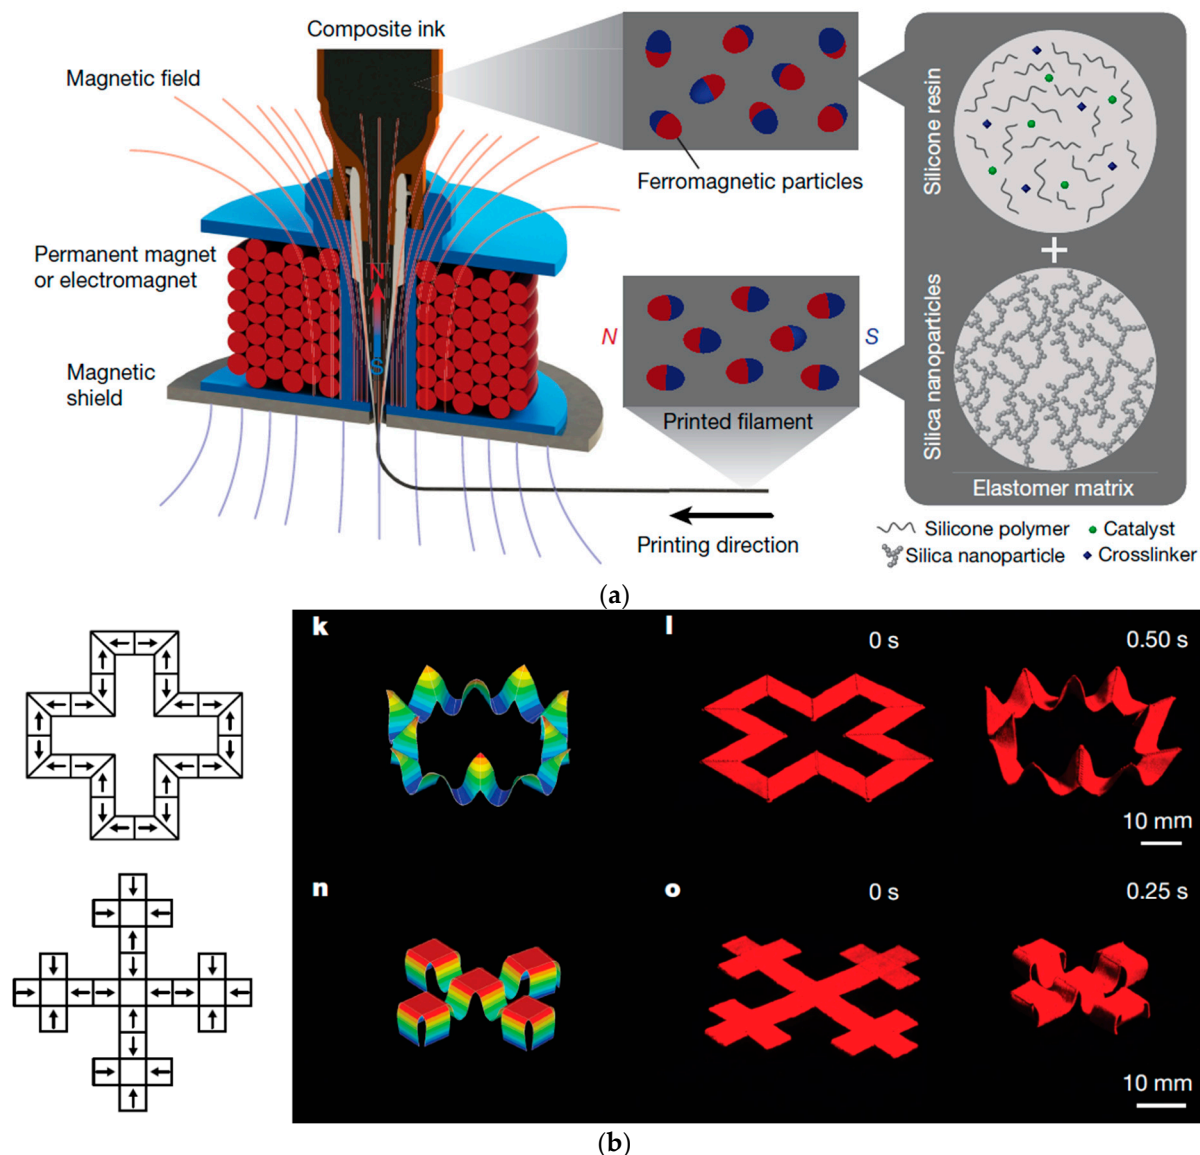 Composite ink
Magnetic field
Ferromagnetic particles
Silicone resin
Permanent magnet
or electromagnet
N
S
N
S
Magnetic
shield
Printed filament
Silica nanoparticles
+
Elastomer matrix
Printing direction
Silicone polymer
Catalyst
Silica nanoparticle
Crosslinker
(a)
k
l
0 s
0.50 s
10 mm
n
o
0 s
0.25 s
10 mm
(b)